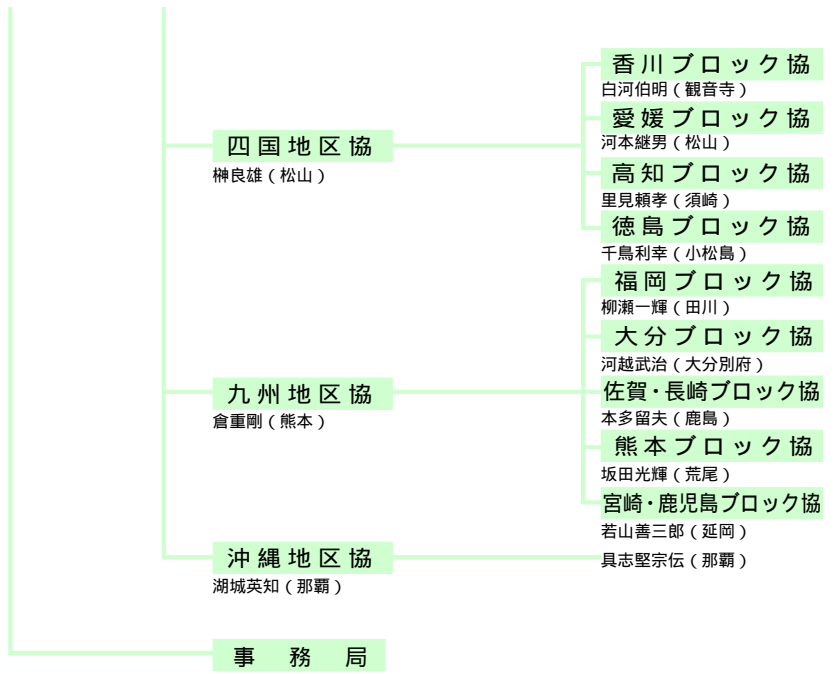 四国地区協
榊良雄(松山)
香川ブロック協
白河伯明(観音寺)
愛媛ブロック協
河本継男(松山)
高知ブロック協
里見頼孝(須崎)
徳島ブロック協
千鳥利幸(小松島)
九州地区協
倉重剛(熊本)
福岡ブロック協
柳瀬一輝(田川)
大分ブロック協
河越武治(大分別府)
佐賀・長崎ブロック協
本多留夫(鹿島)
熊本ブロック協
坂田光輝(荒尾)
宮崎・鹿児島ブロック協
若山善三郎(延岡)
沖縄地区協
湖城英知(那覇)
具志堅宗伝(那覇)
事務局